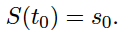 S(t₀) = s₀.